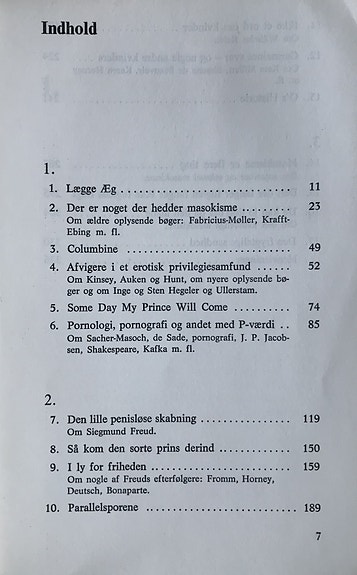 Indhold
1.
1. Lægge Æg ............................. 11
2. Der er noget der hedder masokisme ......... 23
Om ældre oplysende bøger: Fabricius-Møller, Krafft-
Ebing m. fl.
3. Columbine ............................ 49
4. Afvigere i et erotisk privilegiesamfund ...... 52
Om Kinsey, Auken og Hunt, om nyere oplysende bø-
ger og om Inge og Sten Hegeler og Ullerstam.
5. Some Day My Prince Will Come .......... 74
6. Pornologi, pornografi og andet med P-værdi .. 85
Om Sacher-Masoch, de Sade, pornografi, J. P. Jacob-
sen, Shakespeare, Kafka m. fl.
2.
7. Den lille penisløse skabning ................ 119
Om Siegmund Freud.
8. Så kom den sorte prins derind ............. 150
9. I ly for friheden ........................ 159
Om nogle af Freuds efterfølgere: Fromm, Horney,
Deutsch, Bonaparte.
10. Parallelsporene .......................... 189
7